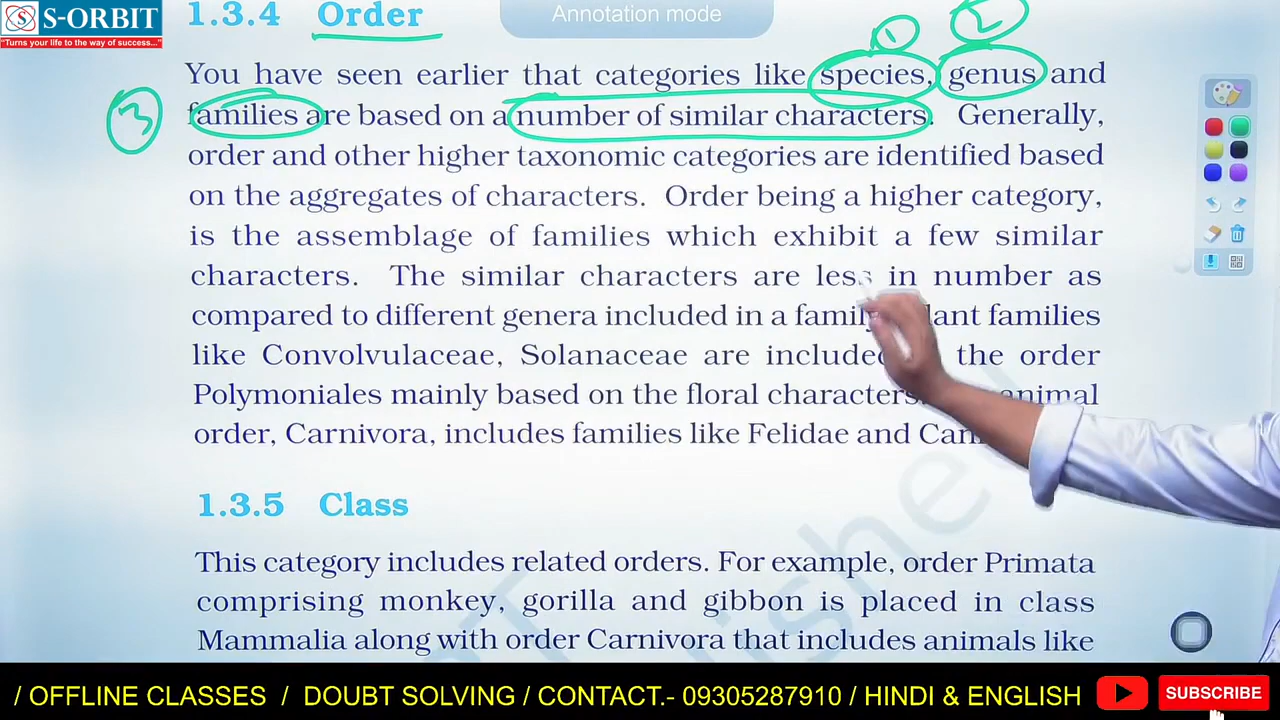 S-ORBIT
"Turns your life to the way of success..."
Annotation mode
1.3.4 Order
1
2
3
You have seen earlier that categories like species, genus and
families are based on a number of similar characters. Generally,
order and other higher taxonomic categories are identified based
on the aggregates of characters. Order being a higher category,
is the assemblage of families which exhibit a few similar
characters. The similar characters are less in number as
compared to different genera included in a family lant families
like Convolvulaceae, Solanaceae are include the order
Polymoniales mainly based on the floral characters. animal
order, Carnivora, includes families like Felidae and Can
1.3.5 Class
This category includes related orders. For example, order Primata
comprising monkey, gorilla and gibbon is placed in class
Mammalia along with order Carnivora that includes animals like
/ OFFLINE CLASSES / DOUBT SOLVING / CONTACT.- 09305287910 / HINDI & ENGLISH
SUBSCRIBE